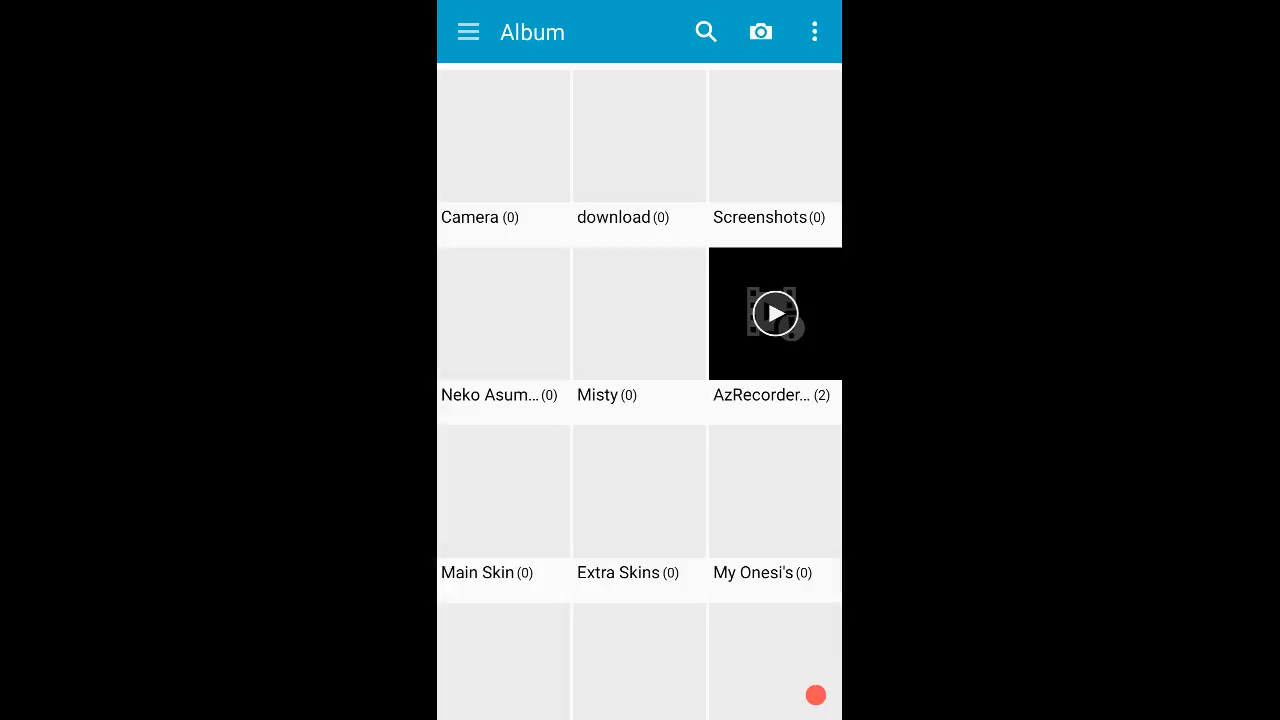 Album
Camera (0)
download (0)
Screenshots (0)
Neko Asum... (0)
Misty (0)
AzRecorder... (2)
Main Skin (0)
Extra Skins (0)
My Onesi's (0)